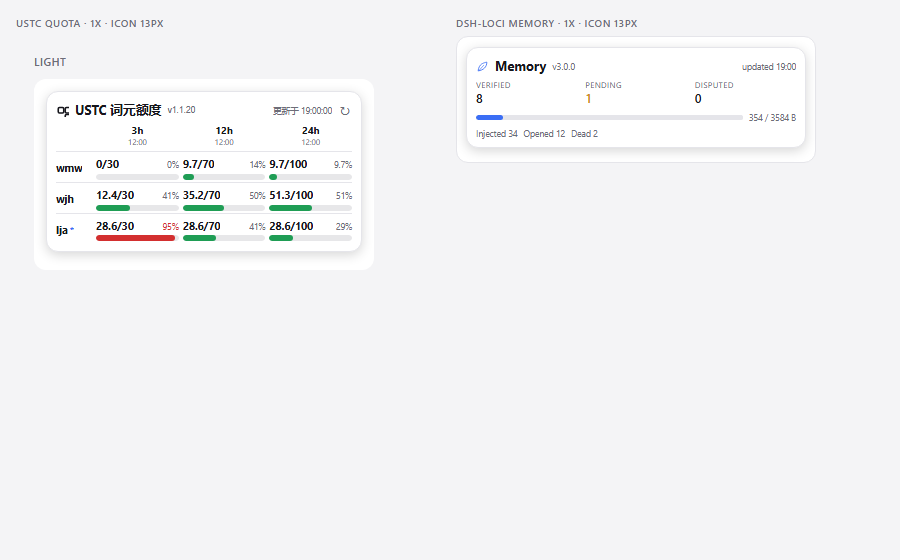 USTC QUOTA · 1X · ICON 13PX
LIGHT
USTC 词元额度 v1.1.20 更新于 19:00:00
3h 12h 24h
12:00 12:00 12:00
wmw 0/30 0% 9.7/70 14% 9.7/100 9.7%
wjh 12.4/30 41% 35.2/70 50% 51.3/100 51%
lja * 28.6/30 95% 28.6/70 41% 28.6/100 29%
DSH-LOCI MEMORY · 1X · ICON 13PX
Memory v3.0.0 updated 19:00
VERIFIED PENDING DISPUTED
8 1 0
354 / 3584 B
Injected 34 Opened 12 Dead 2